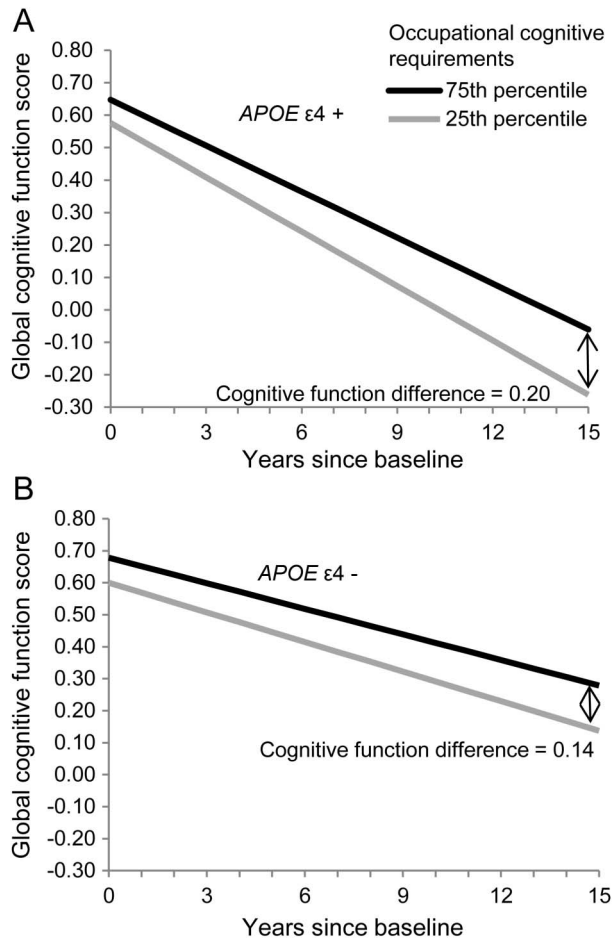 A
Occupational cognitive
requirements
75th percentile
25th percentile
APOE ε4 +
Global cognitive function score
0.80
0.70
0.60
0.50
0.40
0.30
0.20
0.10
0.00
-0.10
-0.20
-0.30
Cognitive function difference = 0.20
0 3 6 9 12 15
Years since baseline
B
APOE ε4 -
Global cognitive function score
0.80
0.70
0.60
0.50
0.40
0.30
0.20
0.10
0.00
-0.10
-0.20
-0.30
Cognitive function difference = 0.14
0 3 6 9 12 15
Years since baseline